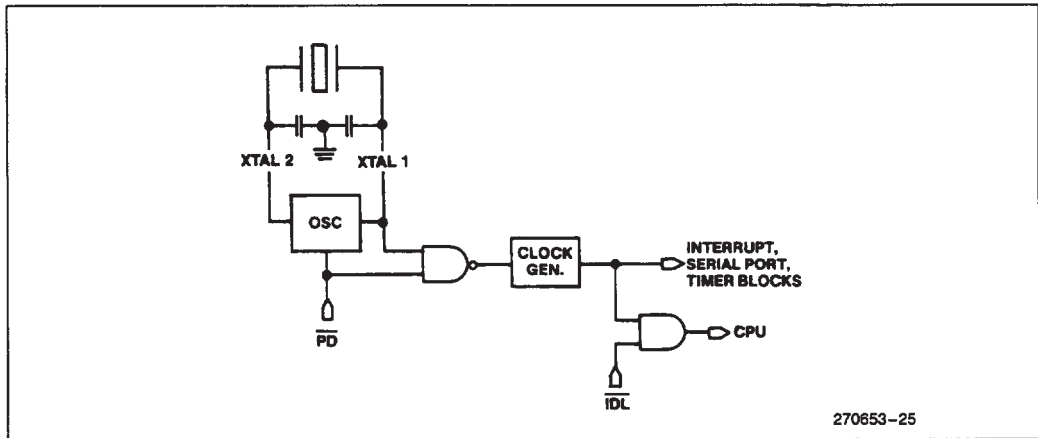 XTAL 2
XTAL 1
OSC
CLOCK
GEN.
INTERRUPT,
SERIAL PORT,
TIMER BLOCKS
CPU
PD
IDL
270653-25